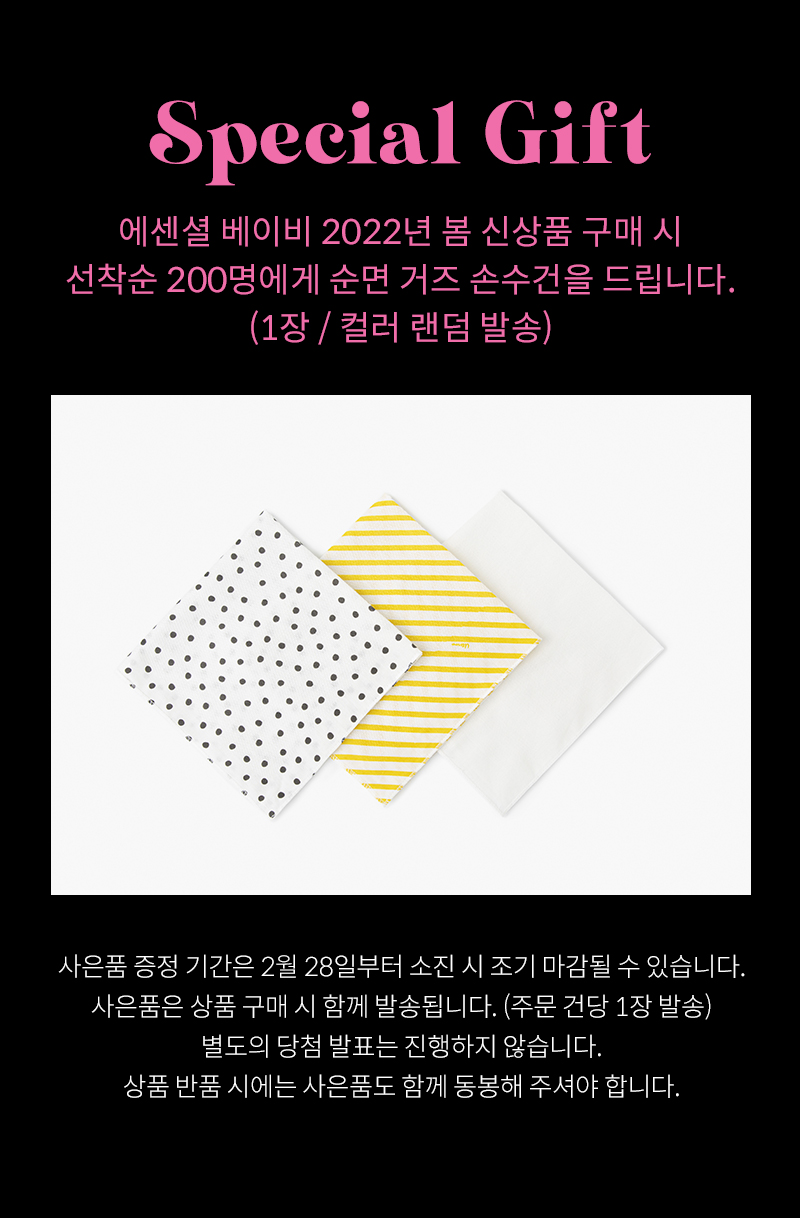 Special Gift
에센셜 베이비 2022년 봄 신상품 구매 시
선착순 200명에게 순면 거즈 손수건을 드립니다.
(1장 / 컬러 랜덤 발송)
사은품 증정 기간은 2월 28일부터 소진 시 조기 마감될 수 있습니다.
사은품은 상품 구매 시 함께 발송됩니다. (주문 건당 1장 발송)
별도의 당첨 발표는 진행하지 않습니다.
상품 반품 시에는 사은품도 함께 동봉해 주셔야 합니다.